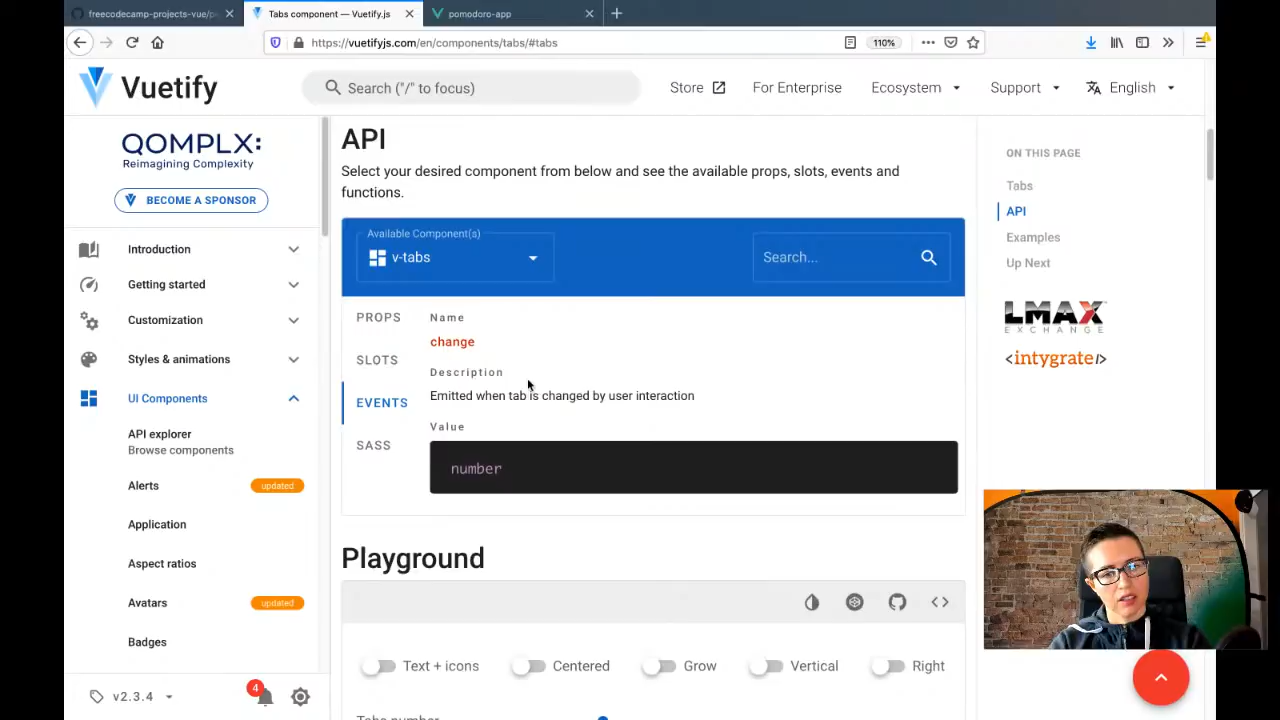 freecodecamp-projects-vue/p
Tabs component — Vuetify.js
pomodoro-app
https://vuetifyjs.com/en/components/tabs/#tabs
110%
Vuetify
Search ("/" to focus)
Store
For Enterprise
Ecosystem
Support
English
QOMPLX:
Reimagining Complexity
BECOME A SPONSOR
Introduction
Getting started
Customization
Styles & animations
UI Components
API explorer
Browse components
Alerts
updated
Application
Aspect ratios
Avatars
updated
Badges
v2.3.4
4
API
Select your desired component from below and see the available props, slots, events and
functions.
Available Component(s)
v-tabs
Search...
PROPS
SLOTS
EVENTS
SASS
Name
change
Description
Emitted when tab is changed by user interaction
Value
number
Playground
Text + icons
Centered
Grow
Vertical
Right
Tabs number
ON THIS PAGE
Tabs
API
Examples
Up Next
LMAX
EXCHANGE
<intygrate/>